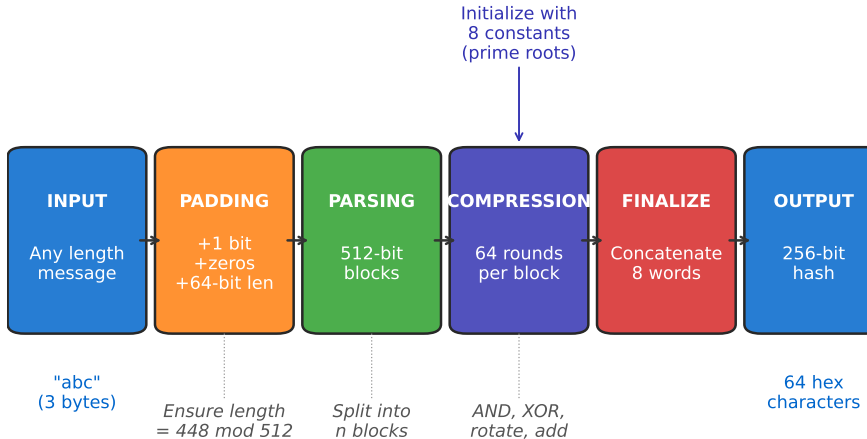 Initialize with
8 constants
(prime roots)
INPUT
Any length
message
PADDING
+1 bit
+zeros
+64-bit len
PARSING
512-bit
blocks
COMPRESSION
64 rounds
per block
FINALIZE
Concatenate
8 words
OUTPUT
256-bit
hash
"abc"
(3 bytes)
Ensure length
= 448 mod 512
Split into
n blocks
AND, XOR,
rotate, add
64 hex
characters